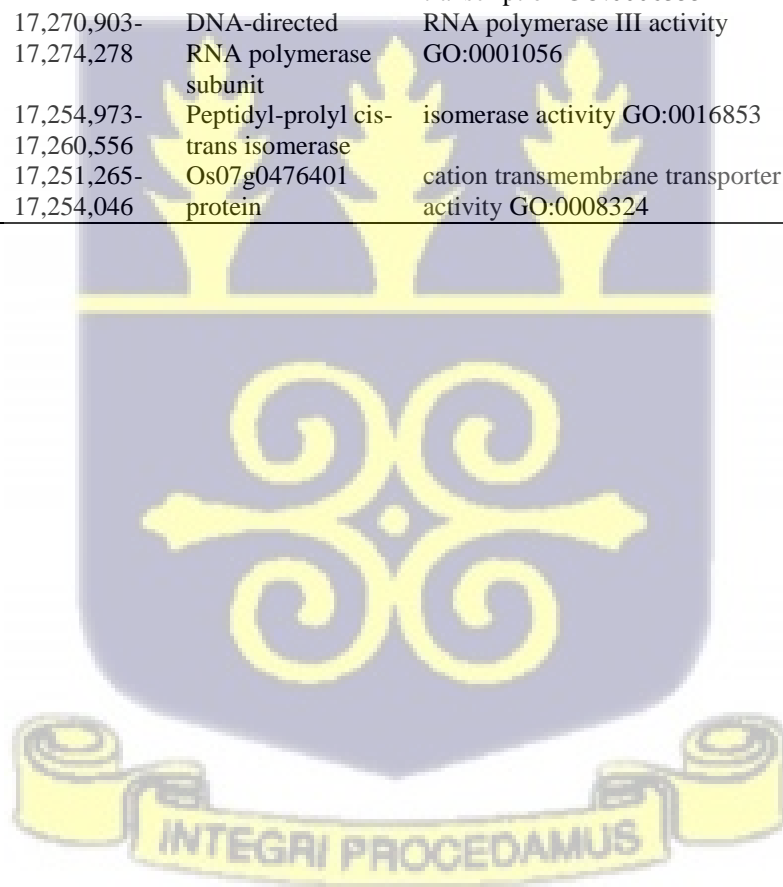 17,270,903- DNA-directed RNA polymerase III activity
17,274,278 RNA polymerase GO:0001056
subunit
17,254,973- Peptidyl-prolyl cis- isomerase activity GO:0016853
17,260,556 trans isomerase
17,251,265- Os07g0476401 cation transmembrane transporter
17,254,046 protein activity GO:0008324
INTEGRI PROCEDAMUS